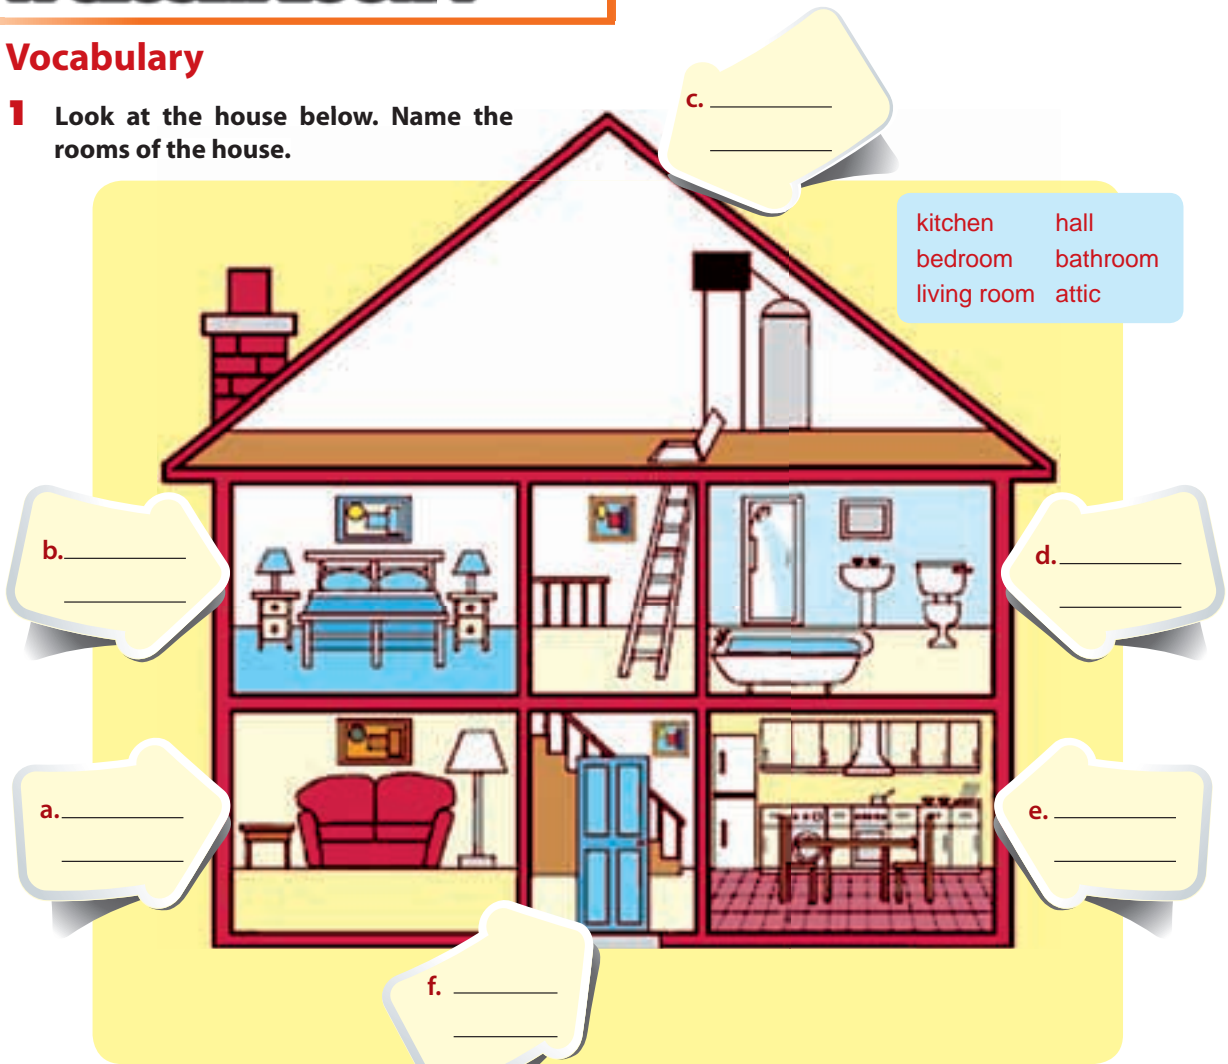 Vocabulary
1 Look at the house below. Name the
rooms of the house.
c.
kitchen hall
bedroom bathroom
living room attic
b.
d.
a.
e.
f.